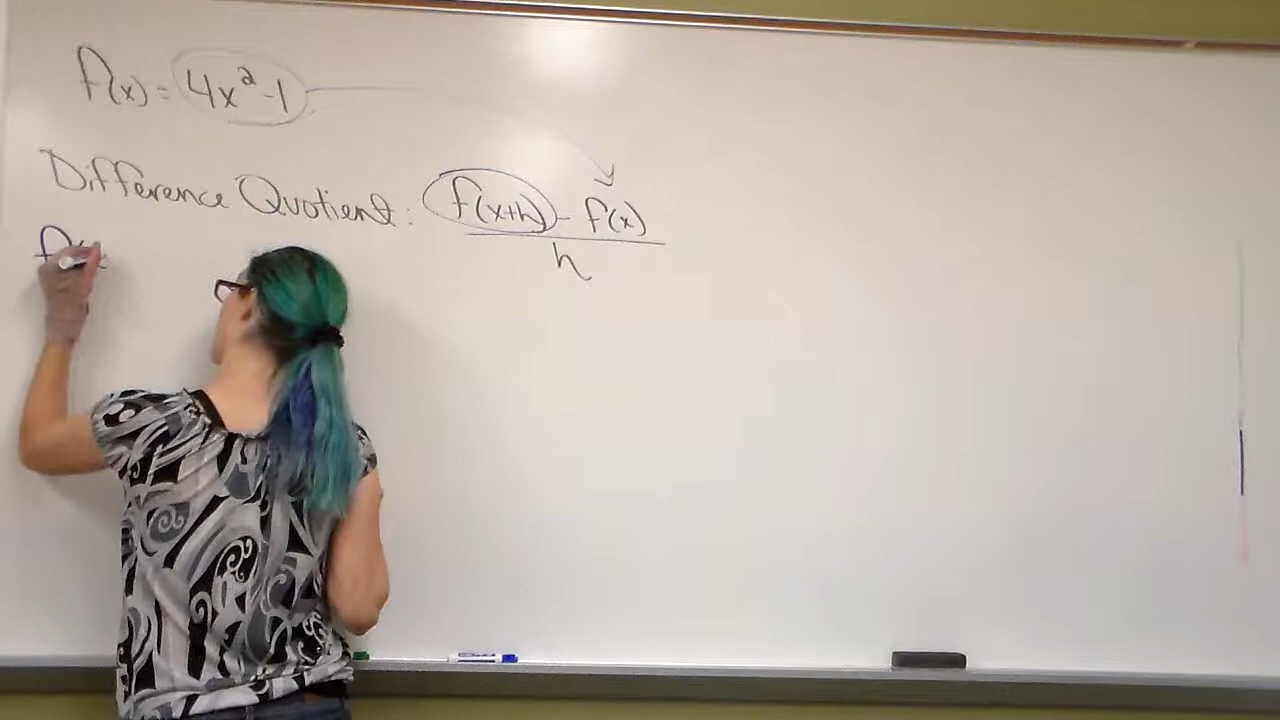 f(x) = 4x²-1
Difference Quotient: f(x+h) - f(x)
h
f(